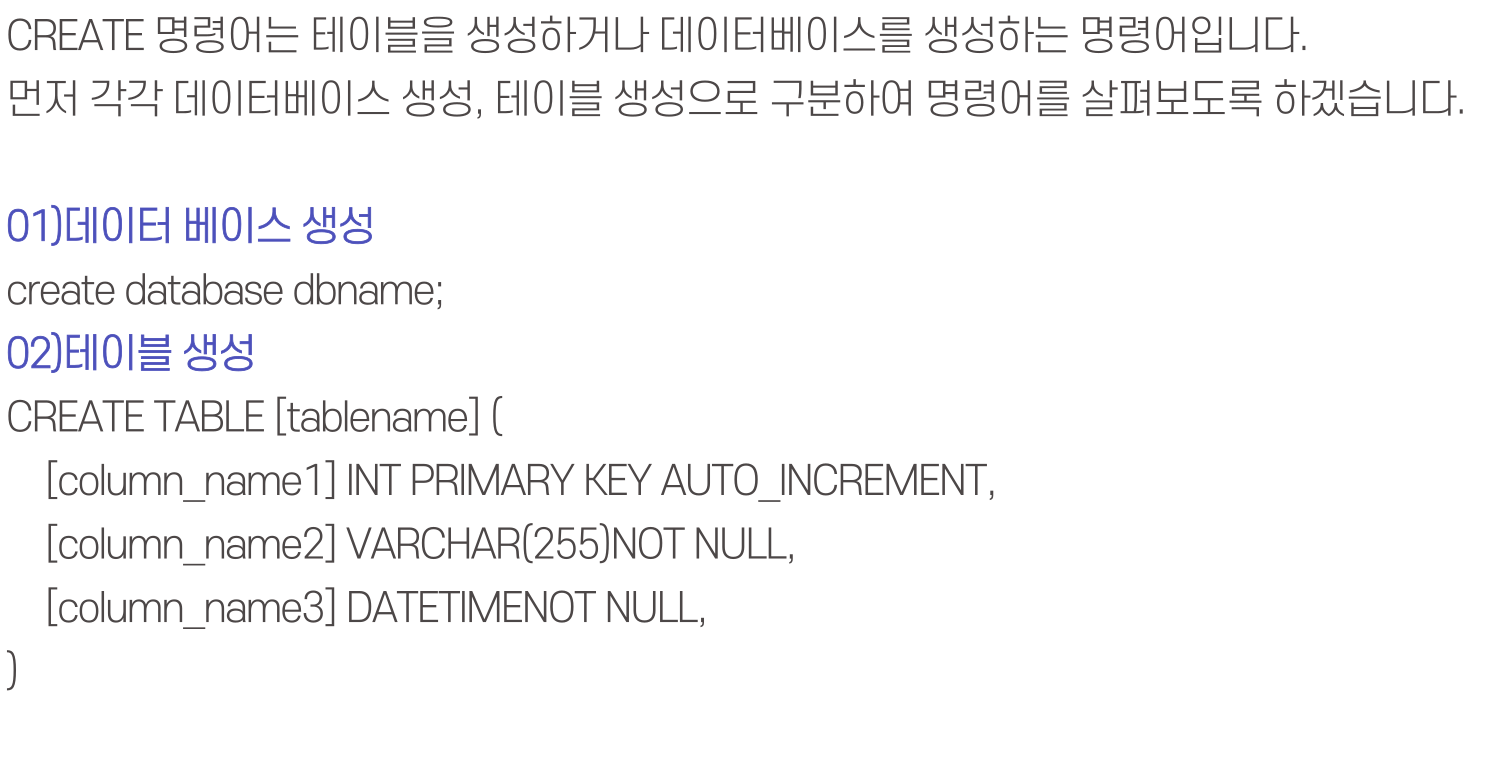 CREATE 명령어는 테이블을 생성하거나 데이터베이스를 생성하는 명령어입니다.
먼저 각각 데이터베이스 생성, 테이블 생성으로 구분하여 명령어를 살펴보도록 하겠습니다.
01)데이터 베이스 생성
create database dbname;
02)테이블 생성
CREATE TABLE [tablename] (
[column_name1] INT PRIMARY KEY AUTO_INCREMENT,
[column_name2] VARCHAR(255)NOT NULL,
[column_name3] DATETIMENOT NULL,
)